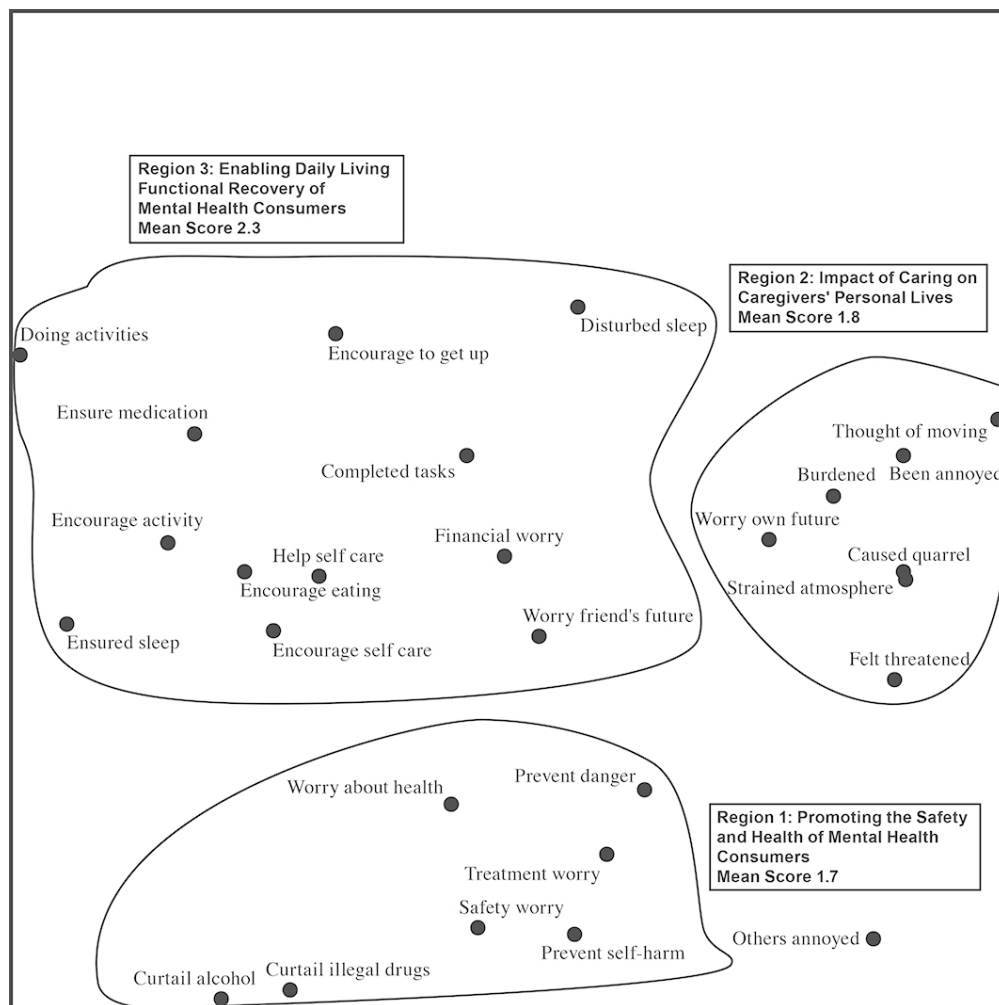 Region 3: Enabling Daily Living
Functional Recovery of
Mental Health Consumers
Mean Score 2.3
Region 2: Impact of Caring on
Caregivers' Personal Lives
Mean Score 1.8
Doing activities
Encourage to get up
Disturbed sleep
Ensure medication
Completed tasks
Encourage activity
Help self care
Financial worry
Encourage eating
Ensured sleep
Encourage self care
Worry friend's future
Thought of moving
Burdened
Been annoyed
Worry own future
Caused quarrel
Strained atmosphere
Felt threatened
Worry about health
Prevent danger
Treatment worry
Safety worry
Prevent self-harm
Curtail alcohol
Curtail illegal drugs
Region 1: Promoting the Safety
and Health of Mental Health
Consumers
Mean Score 1.7
Others annoyed